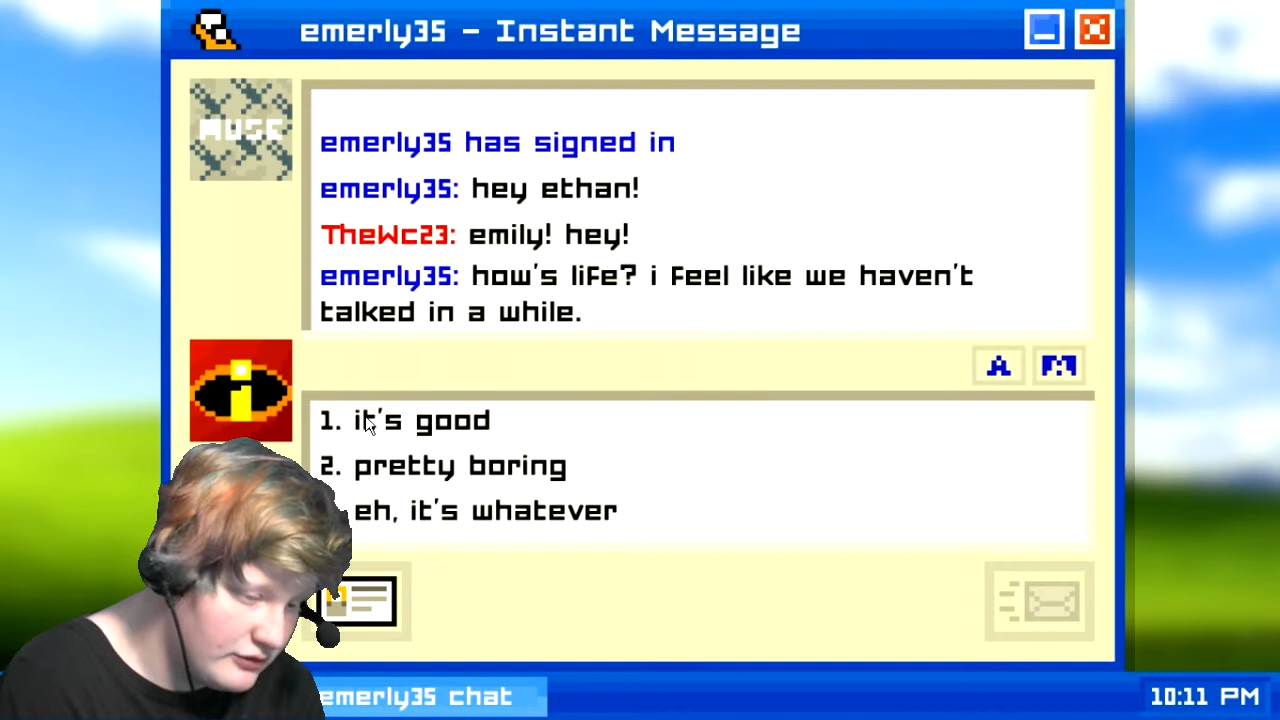 emerly35 - Instant Message
MUSE
emerly35 has signed in
emerly35: hey ethan!
TheWc23: emily! hey!
emerly35: how's life? i feel like we haven't
talked in a while.
A
i
1. it's good
2. pretty boring
eh, it's whatever
emerly35 chat
10:11 PM